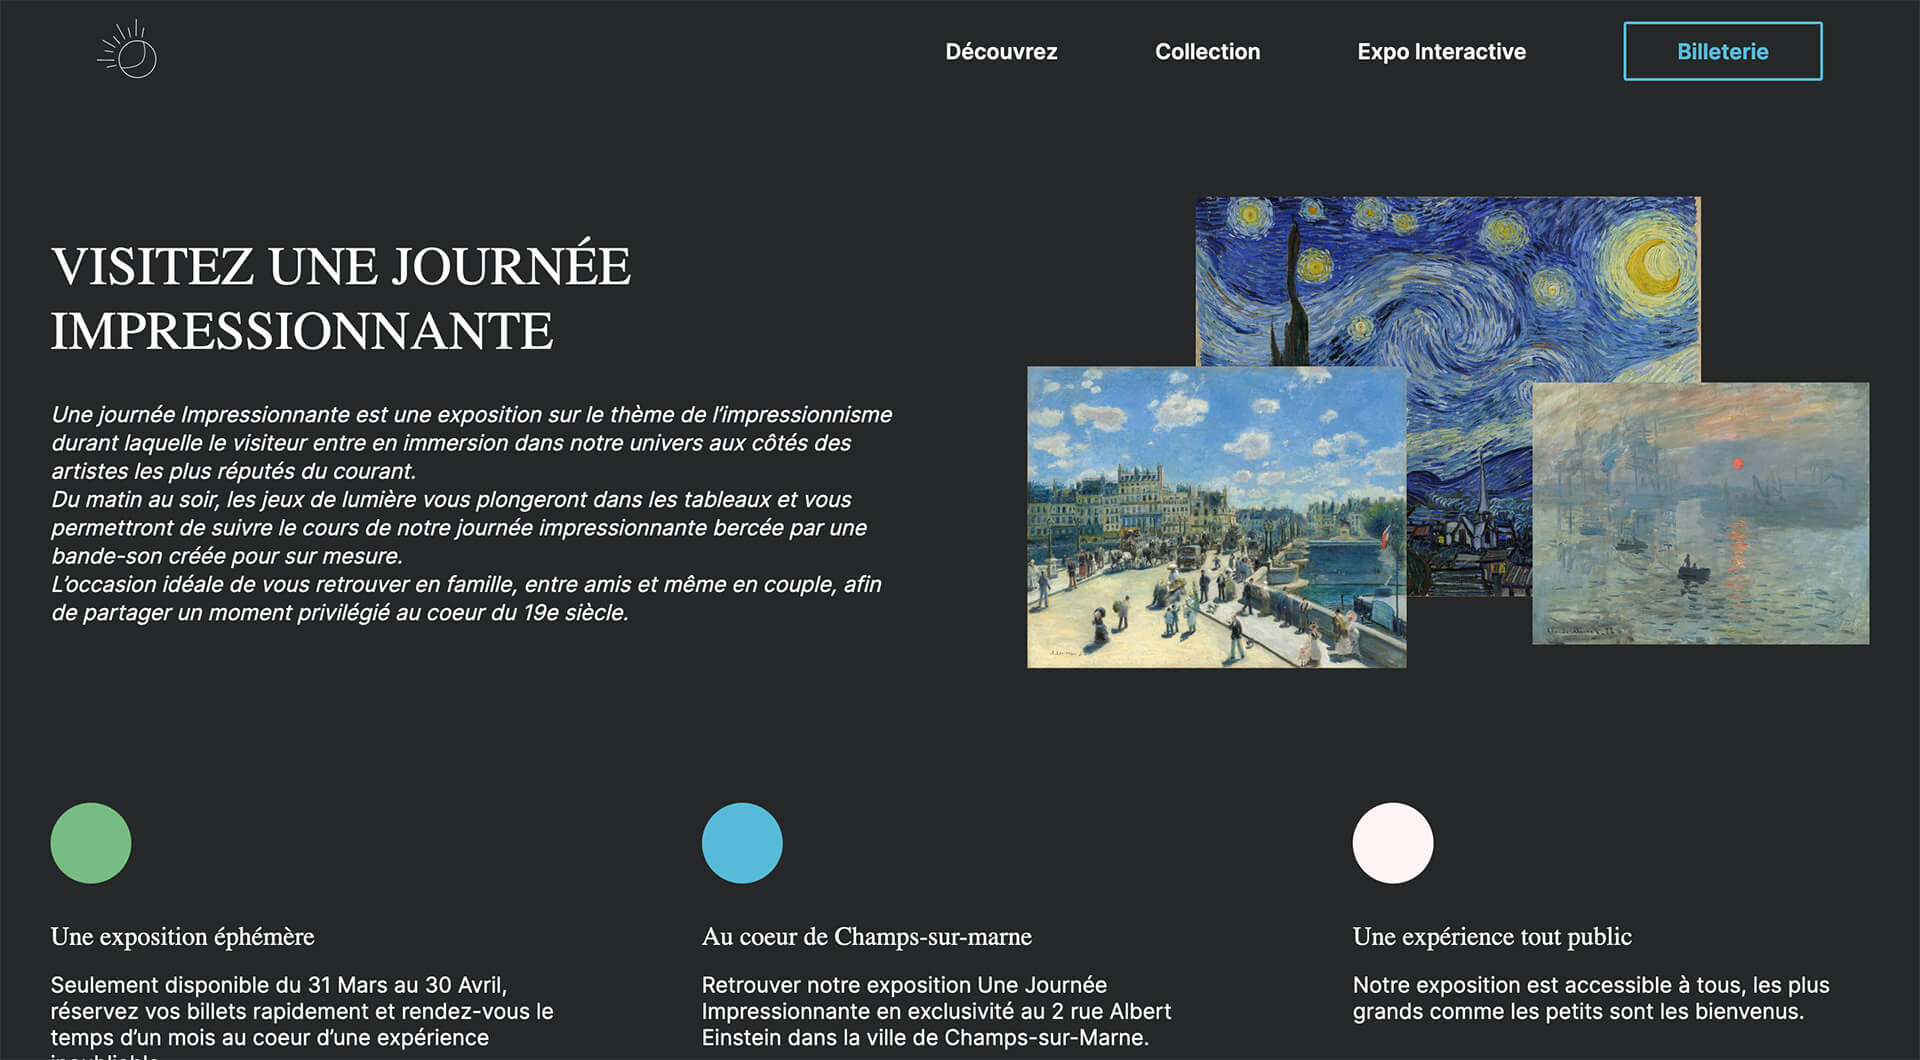 Découvrez
Collection
Expo Interactive
Billeterie
VISITEZ UNE JOURNÉE
IMPRESSIONNANTE
Une journée Impressionnante est une exposition sur le thème de l’impressionnisme
durant laquelle le visiteur entre en immersion dans notre univers aux côtés des
artistes les plus réputés du courant.
Du matin au soir, les jeux de lumière vous plongeront dans les tableaux et vous
permettront de suivre le cours de notre journée impressionnante bercée par une
bande-son créée pour sur mesure.
L’occasion idéale de vous retrouver en famille, entre amis et même en couple, afin
de partager un moment privilégié au coeur du 19e siècle.
Une exposition éphémère
Seulement disponible du 31 Mars au 30 Avril,
réservez vos billets rapidement et rendez-vous le
temps d’un mois au coeur d’une expérience
Au coeur de Champs-sur-marne
Retrouver notre exposition Une Journée
Impressionnante en exclusivité au 2 rue Albert
Einstein dans la ville de Champs-sur-Marne.
Une expérience tout public
Notre exposition est accessible à tous, les plus
grands comme les petits sont les bienvenus.